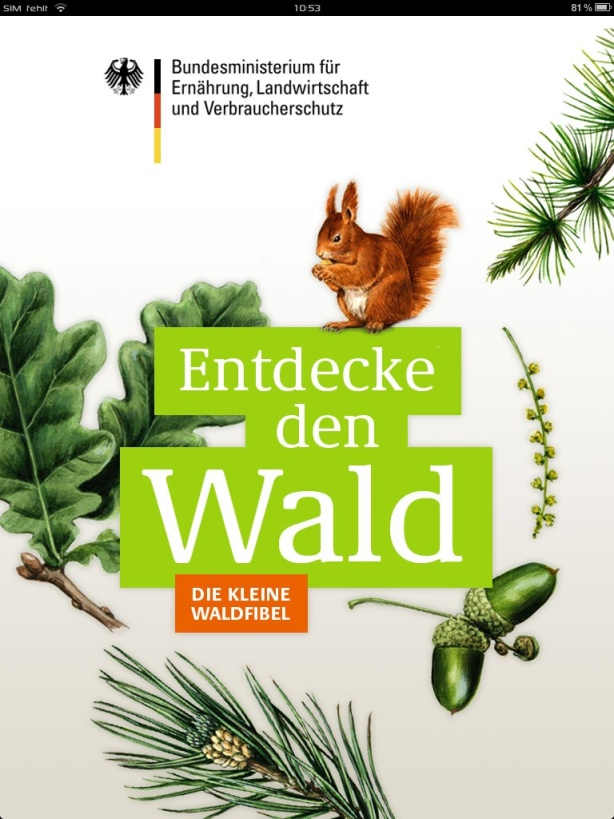 SIM fehlt
10:53
81 %
Bundesministerium für
Ernährung, Landwirtschaft
und Verbraucherschutz
Entdecke
den
Wald
DIE KLEINE
WALDFIBEL